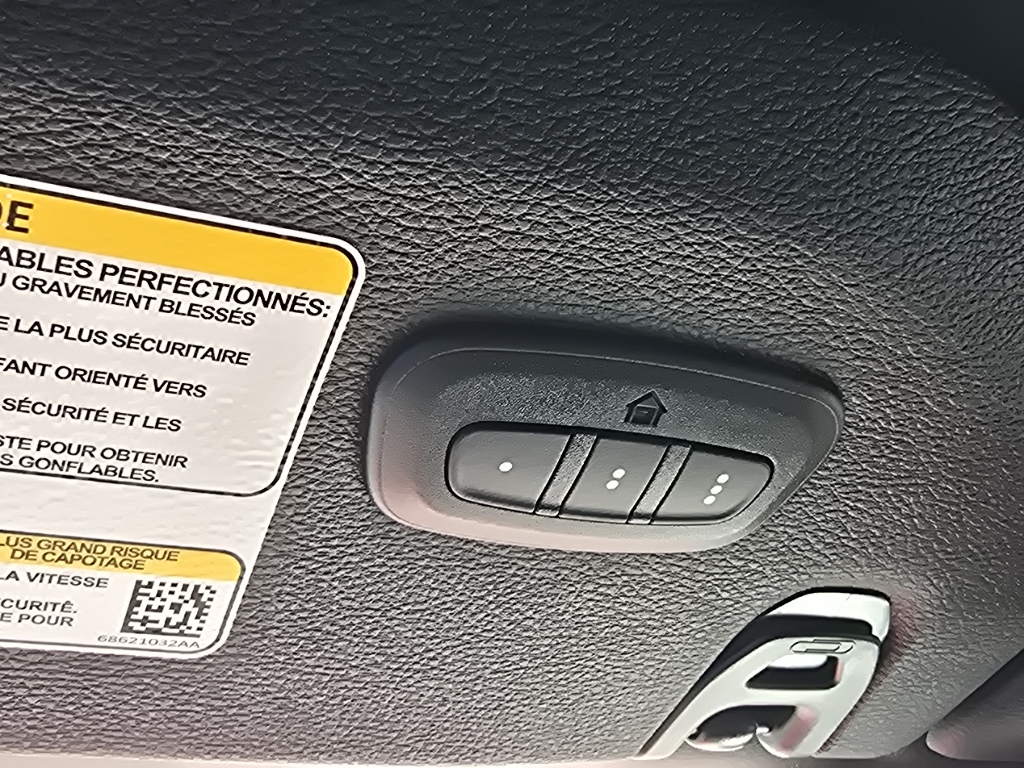 DE
ABLES PERFECTIONNÉS:
U GRAVEMENT BLESSÉS
E LA PLUS SÉCURITAIRE
FANT ORIENTÉ VERS
SÉCURITÉ ET LES
STE POUR OBTENIR
S GONFLABLES.
LUS GRAND RISQUE
DE CAPOTAGE
LA VITESSE
ÉCURITÉ.
E POUR
68621032AA